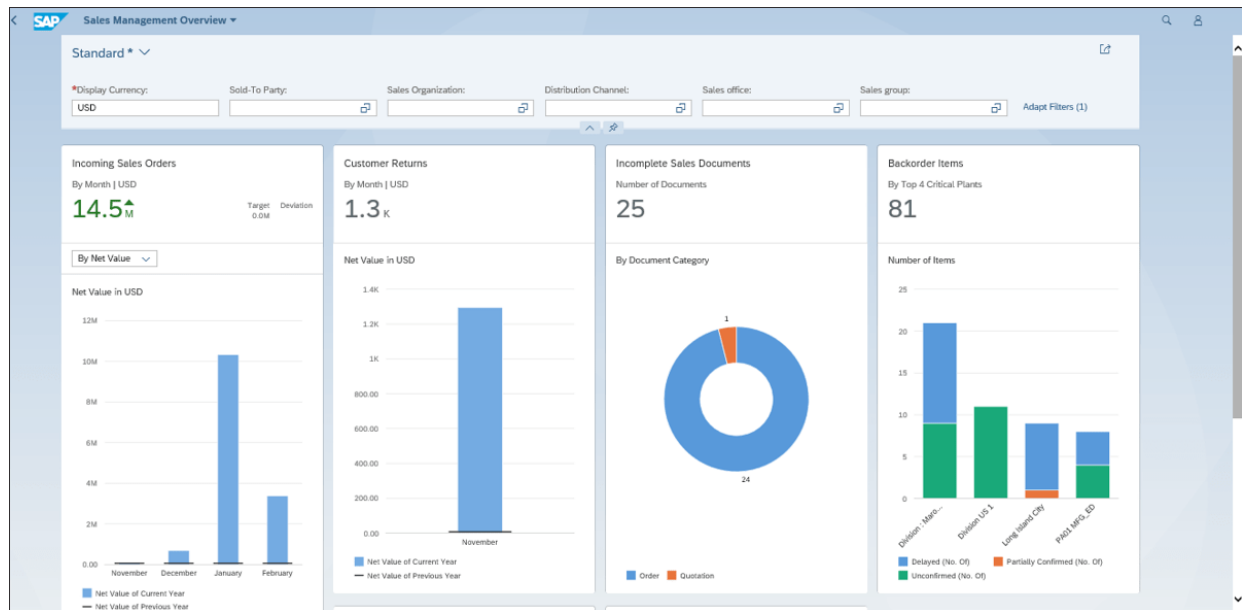 SAP Sales Management Overview
Standard *
*Display Currency:
USD
Sold-To Party:
Sales Organization:
Distribution Channel:
Sales office:
Sales group:
Adapt Filters (1)
Incoming Sales Orders
By Month | USD
14.5 M
Target Deviation
0.0M
By Net Value
Net Value in USD
12M
10M
8M
6M
4M
2M
0.00
November December January February
Net Value of Current Year
Net Value of Previous Year
Customer Returns
By Month | USD
1.3 K
Net Value in USD
1.4K
1.2K
1K
800.00
600.00
400.00
200.00
0.00
November
Net Value of Current Year
Net Value of Previous Year
Incomplete Sales Documents
Number of Documents
25
By Document Category
1
24
Order Quotation
Backorder Items
By Top 4 Critical Plants
81
Number of Items
25
20
15
10
5
0
Division : Maro...
Division US 1
Long Island City
PA01 MFG_ED
Delayed (No. Of) Partially Confirmed (No. Of)
Unconfirmed (No. Of)